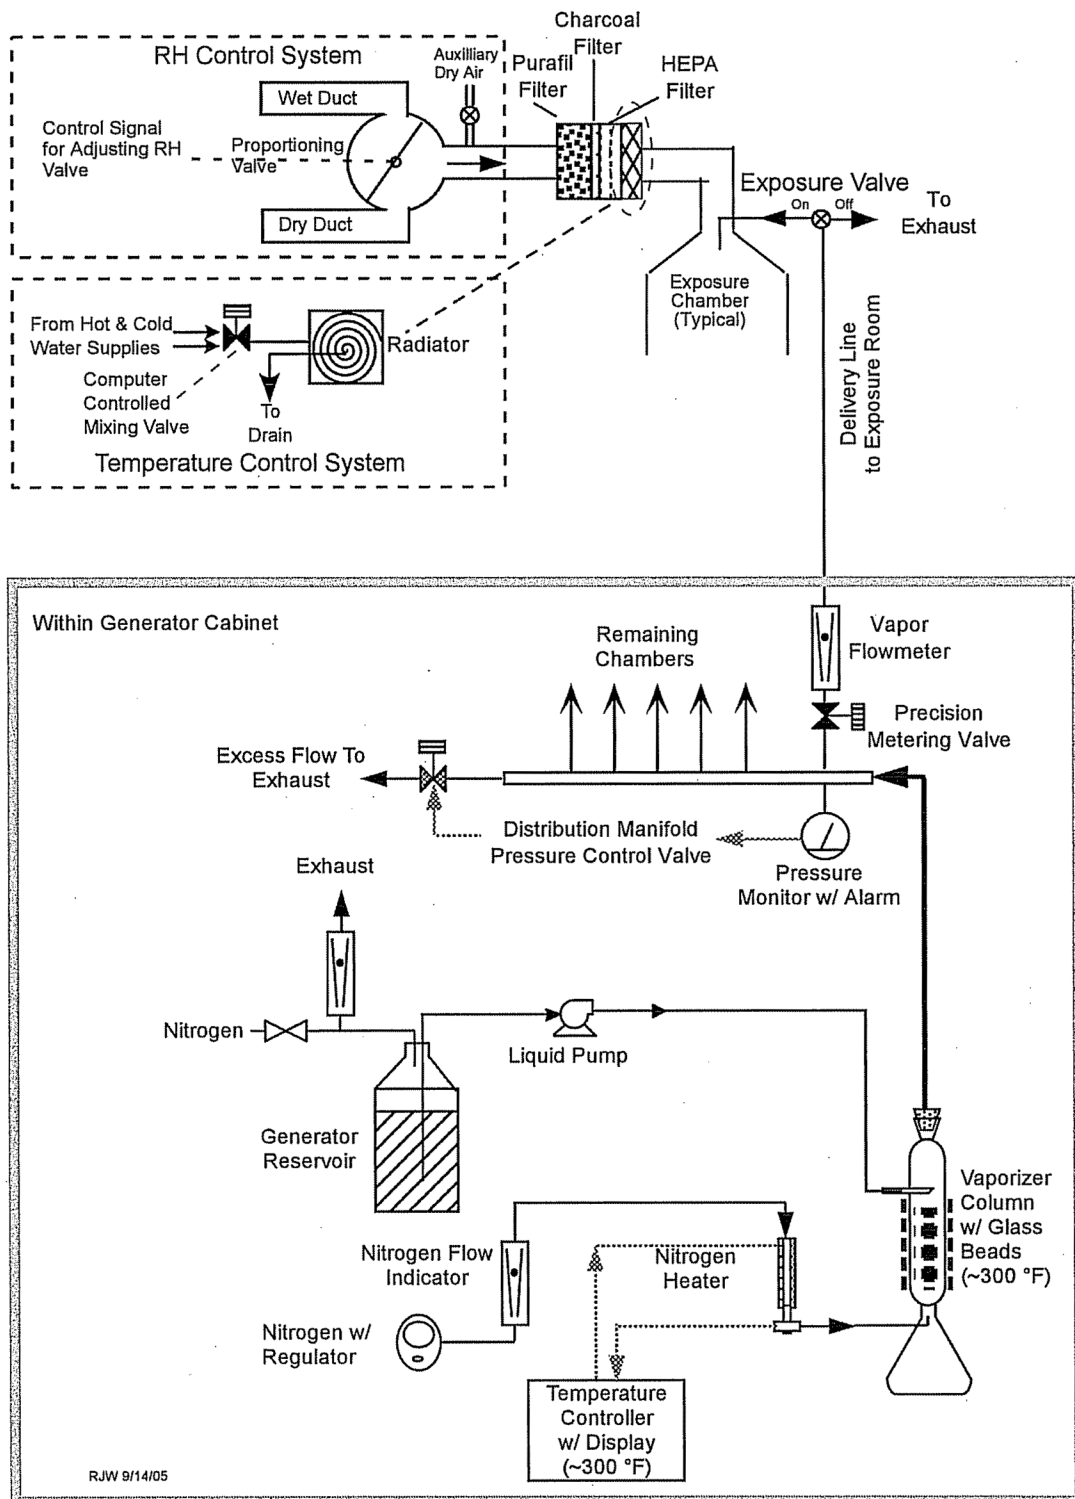 Charcoal
Filter
RH Control System
Auxilliary
Dry Air
Purafil
Filter
HEPA
Filter
Wet Duct
Control Signal
for Adjusting RH
Valve
Proportioning
Valve
Dry Duct
Exposure Valve
On
Off
To
Exhaust
Exposure
Chamber
(Typical)
From Hot & Cold
Water Supplies
Radiator
Computer
Controlled
Mixing Valve
To
Drain
Temperature Control System
Delivery Line
to Exposure Room
Within Generator Cabinet
Remaining
Chambers
Vapor
Flowmeter
Precision
Metering Valve
Excess Flow To
Exhaust
Distribution Manifold
Pressure Control Valve
Pressure
Monitor w/ Alarm
Exhaust
Nitrogen
Liquid Pump
Generator
Reservoir
Vaporizer
Column
w/ Glass
Beads
(~300 °F)
Nitrogen Flow
Indicator
Nitrogen
Heater
Nitrogen w/
Regulator
Temperature
Controller
w/ Display
(~300 °F)
RJW 9/14/05